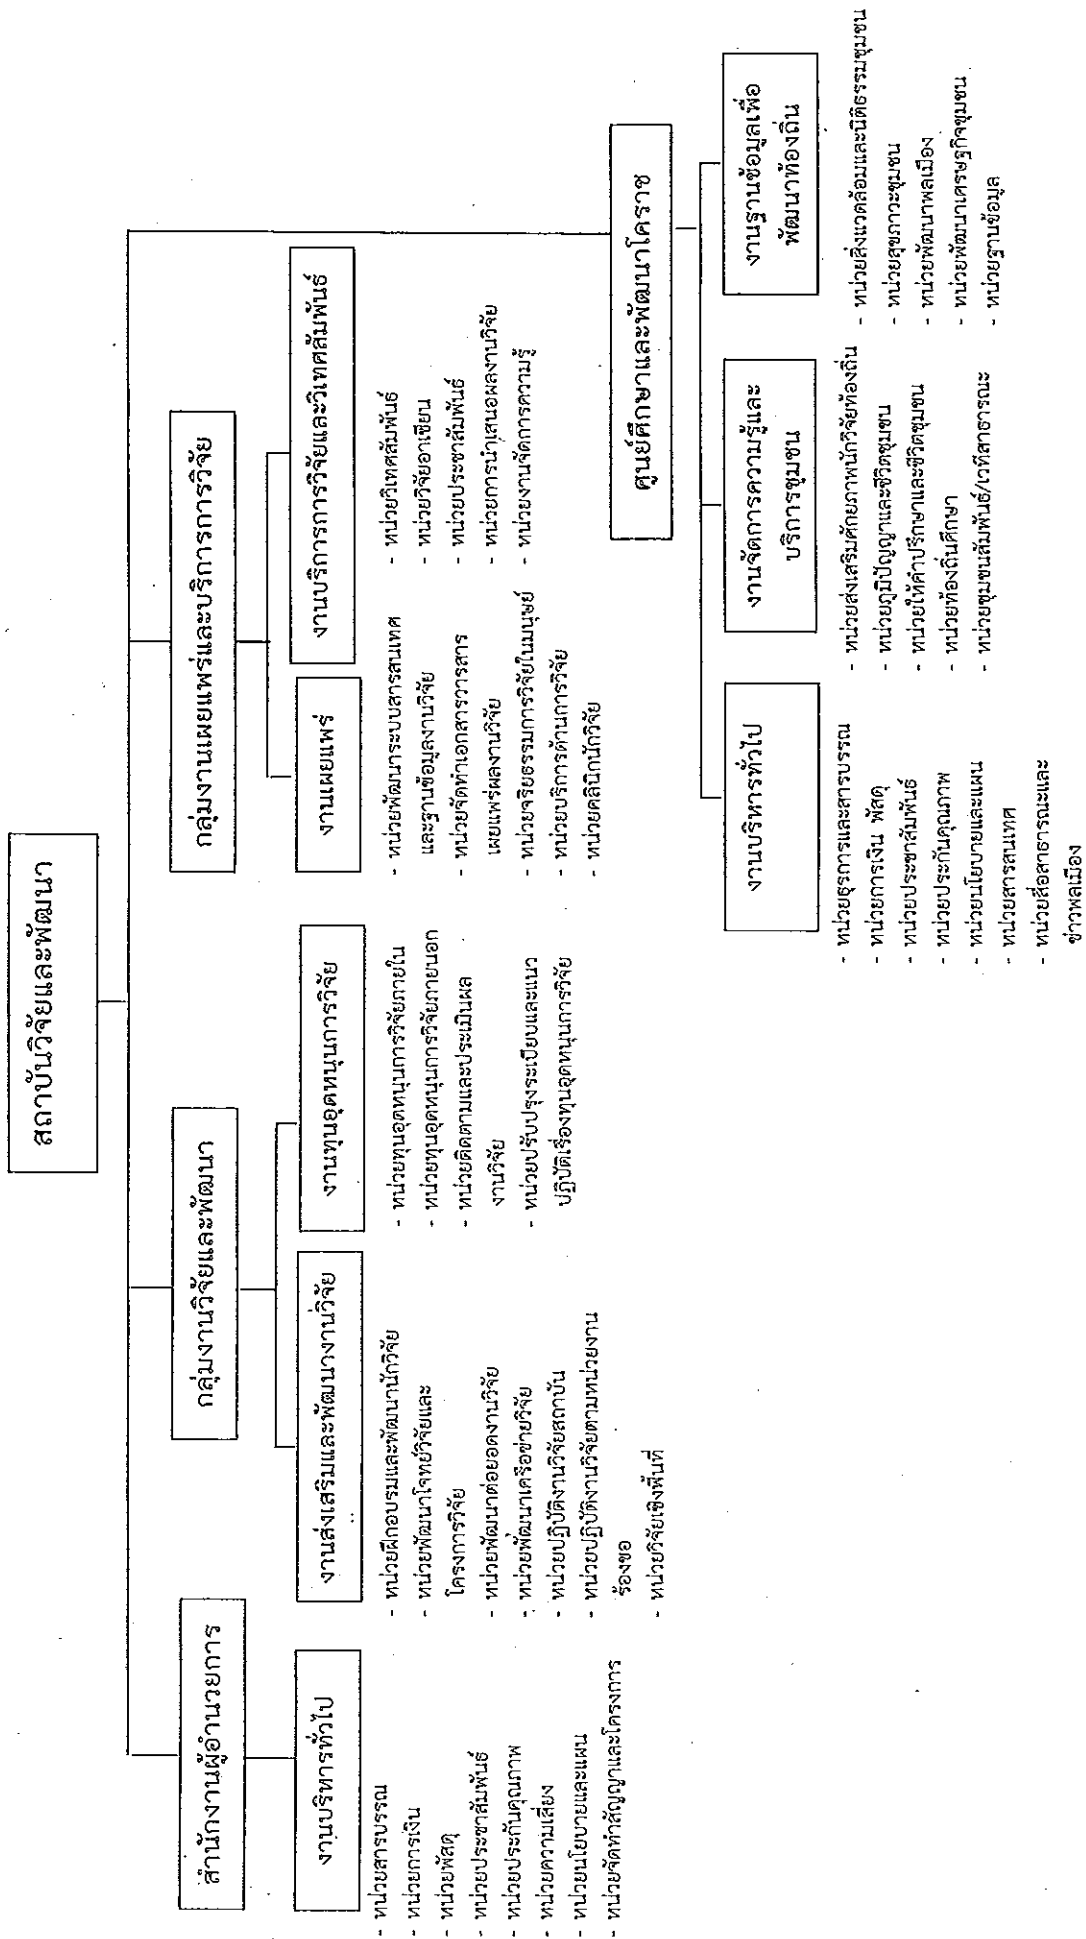 สถาบันวิจัยและพัฒนา
สำนักงานผู้อำนวยการ
งานบริหารทั่วไป
- หน่วยสารบรรณ
- หน่วยการเงิน
- หน่วยพัสดุ
- หน่วยประชาสัมพันธ์
- หน่วยประกันคุณภาพ
- หน่วยความเสี่ยง
- หน่วยนโยบายและแผน
- หน่วยจัดทำสัญญาและโครงการ
กลุ่มงานวิจัยและพัฒนา
งานส่งเสริมและพัฒนางานวิจัย
- หน่วยฝึกอบรมและพัฒนานักวิจัย
- หน่วยพัฒนาโจทย์วิจัยและ
โครงการวิจัย
- หน่วยพัฒนาต่อยอดงานวิจัย
- หน่วยพัฒนาเครือข่ายวิจัย
- หน่วยปฏิบัติงานวิจัยสถาบัน
- หน่วยปฏิบัติงานวิจัยตามหน่วยงาน
ร้องขอ
- หน่วยวิจัยเชิงพื้นที่
งานทุนอุดหนุนการวิจัย
- หน่วยทุนอุดหนุนการวิจัยภายใน
- หน่วยทุนอุดหนุนการวิจัยภายนอก
- หน่วยติดตามและประเมินผล
งานวิจัย
- หน่วยปรับปรุงระเบียบและแนว
ปฏิบัติเรื่องทุนอุดหนุนการวิจัย
กลุ่มงานเผยแพร่และบริการการวิจัย
งานเผยแพร่
- หน่วยพัฒนาระบบสารสนเทศ
และฐานข้อมูลงานวิจัย
- หน่วยจัดทำเอกสารวารสาร
เผยแพร่ผลงานวิจัย
- หน่วยจริยธรรมการวิจัยในมนุษย์
- หน่วยบริการด้านการวิจัย
- หน่วยคลินิกนักวิจัย
งานบริการการวิจัยและวิเทศสัมพันธ์
- หน่วยวิเทศสัมพันธ์
- หน่วยวิจัยอาเซียน
- หน่วยประชาสัมพันธ์
- หน่วยการนำเสนอผลงานวิจัย
- หน่วยงานจัดการความรู้
ศูนย์ศึกษาและพัฒนาโคราช
งานบริหารทั่วไป
- หน่วยธุรการและสารบรรณ
- หน่วยการเงิน พัสดุ
- หน่วยประชาสัมพันธ์
- หน่วยประกันคุณภาพ
- หน่วยนโยบายและแผน
- หน่วยสารสนเทศ
- หน่วยสื่อสาธารณะและ
ข่าวพลเมือง
งานจัดการความรู้และ
บริการชุมชน
- หน่วยส่งเสริมศักยภาพนักวิจัยท้องถิ่น
- หน่วยภูมิปัญญาและชีวิตชุมชน
- หน่วยให้คำปรึกษาและชีวิตชุมชน
- หน่วยท้องถิ่นศึกษา
- หน่วยชุมชนสัมพันธ์/เวทีสาธารณะ
งานฐานข้อมูลเพื่อ
พัฒนาท้องถิ่น
- หน่วยสิ่งแวดล้อมและนิติธรรมชุมชน
- หน่วยสุขภาวะชุมชน
- หน่วยพัฒนาพลเมือง
- หน่วยพัฒนาเศรษฐกิจชุมชน
- หน่วยฐานข้อมูล